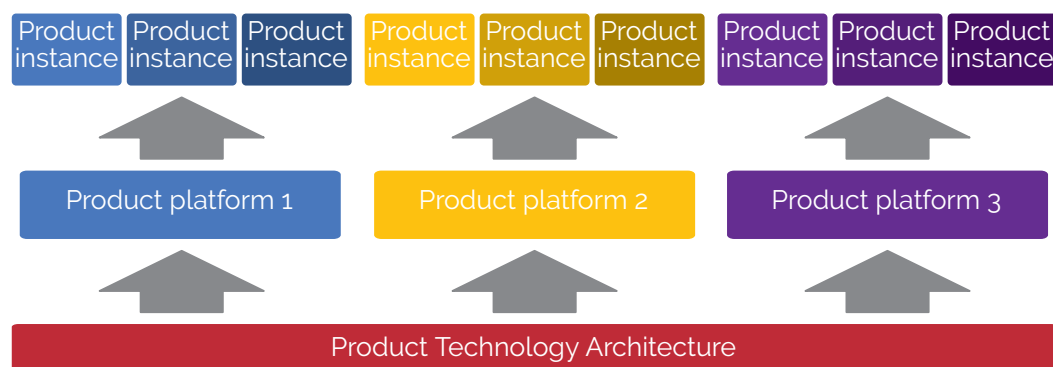 Product
instance
Product
instance
Product
instance
Product
instance
Product
instance
Product
instance
Product
instance
Product
instance
Product
instance
Product platform 1
Product platform 2
Product platform 3
Product Technology Architecture